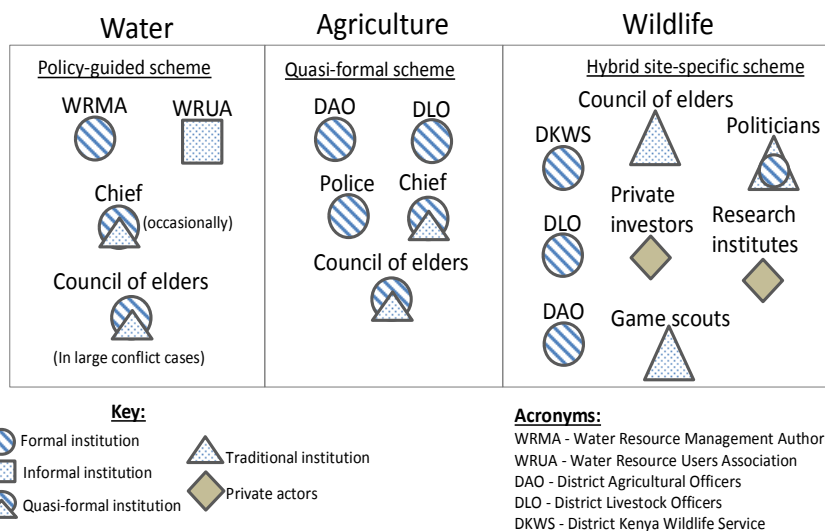 Water
Agriculture
Wildlife
Policy-guided scheme
WRMA
WRUA
Chief
(occasionally)
Council of elders
(In large conflict cases)
Quasi-formal scheme
DAO
DLO
Police
Chief
Council of elders
Hybrid site-specific scheme
Council of elders
DKWS
Politicians
Private
investors
DLO
Research
institutes
DAO
Game scouts
Key:
Formal institution
Informal institution
Quasi-formal institution
Traditional institution
Private actors
Acronyms:
WRMA - Water Resource Management Author
WRUA - Water Resource Users Association
DAO - District Agricultural Officers
DLO - District Livestock Officers
DKWS - District Kenya Wildlife Service